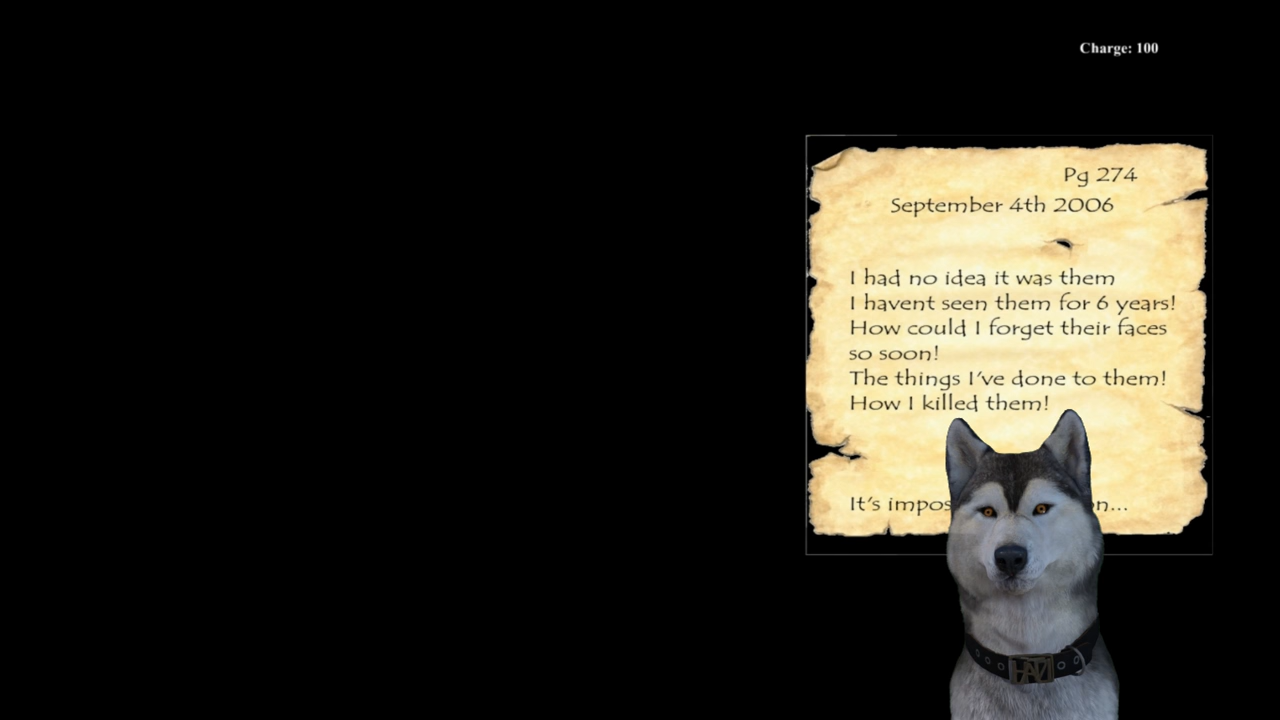 Charge: 100
Pg 274
September 4th 2006
I had no idea it was them
I havent seen them for 6 years!
How could I forget their faces
so soon!
The things I've done to them!
How I killed them!
It's impos n...